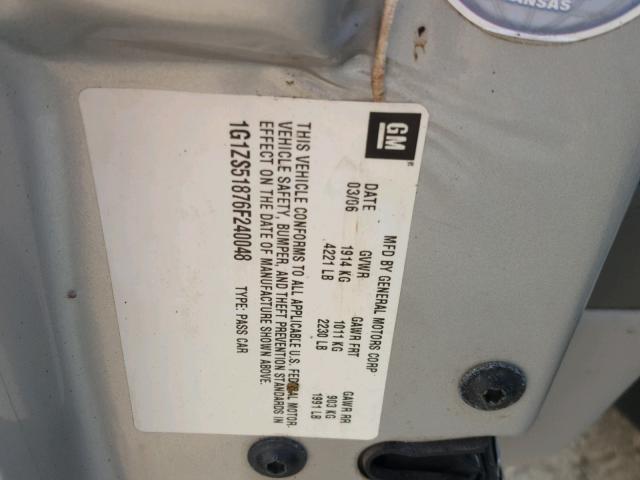 GM
MFD BY GENERAL MOTORS CORP
DATE GVWR GAWR FRT GAWR RR
03/06 1914 KG 1011 KG 903 KG
4221 LB 2230 LB 1991 LB
THIS VEHICLE CONFORMS TO ALL APPLICABLE U.S. FEDERAL MOTOR
VEHICLE SAFETY, BUMPER, AND THEFT PREVENTION STANDARDS IN
EFFECT ON THE DATE OF MANUFACTURE SHOWN ABOVE.
1G1ZS51876F240048 TYPE: PASS CAR
KANSAS